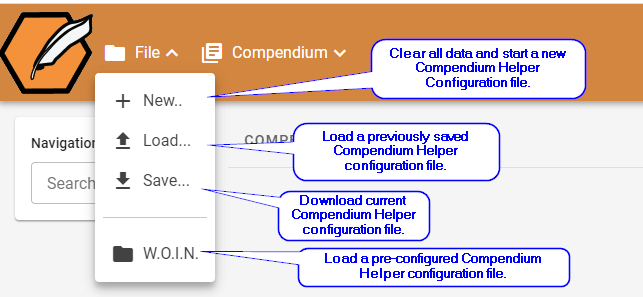 File
Compendium
Clear all data and start a new
Compendium Helper
Configuration file.
New..
Navigation
COMP
Load a previously saved
Compendium Helper
configuration file.
Load...
Search
Save...
Download current
Compendium Helper
configuration file.
W.O.I.N.
Load a pre-configured Compendium
Helper configuration file.